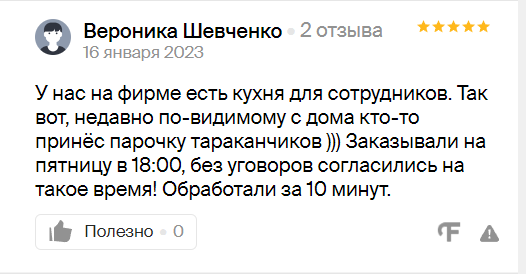 Вероника Шевченко • 2 отзыва
16 января 2023
У нас на фирме есть кухня для сотрудников. Так
вот, недавно по-видимому с дома кто-то
принёс парочку тараканчиков ))) Заказывали на
пятницу в 18:00, без уговоров согласились на
такое время! Обработали за 10 минут.
Полезно • 0